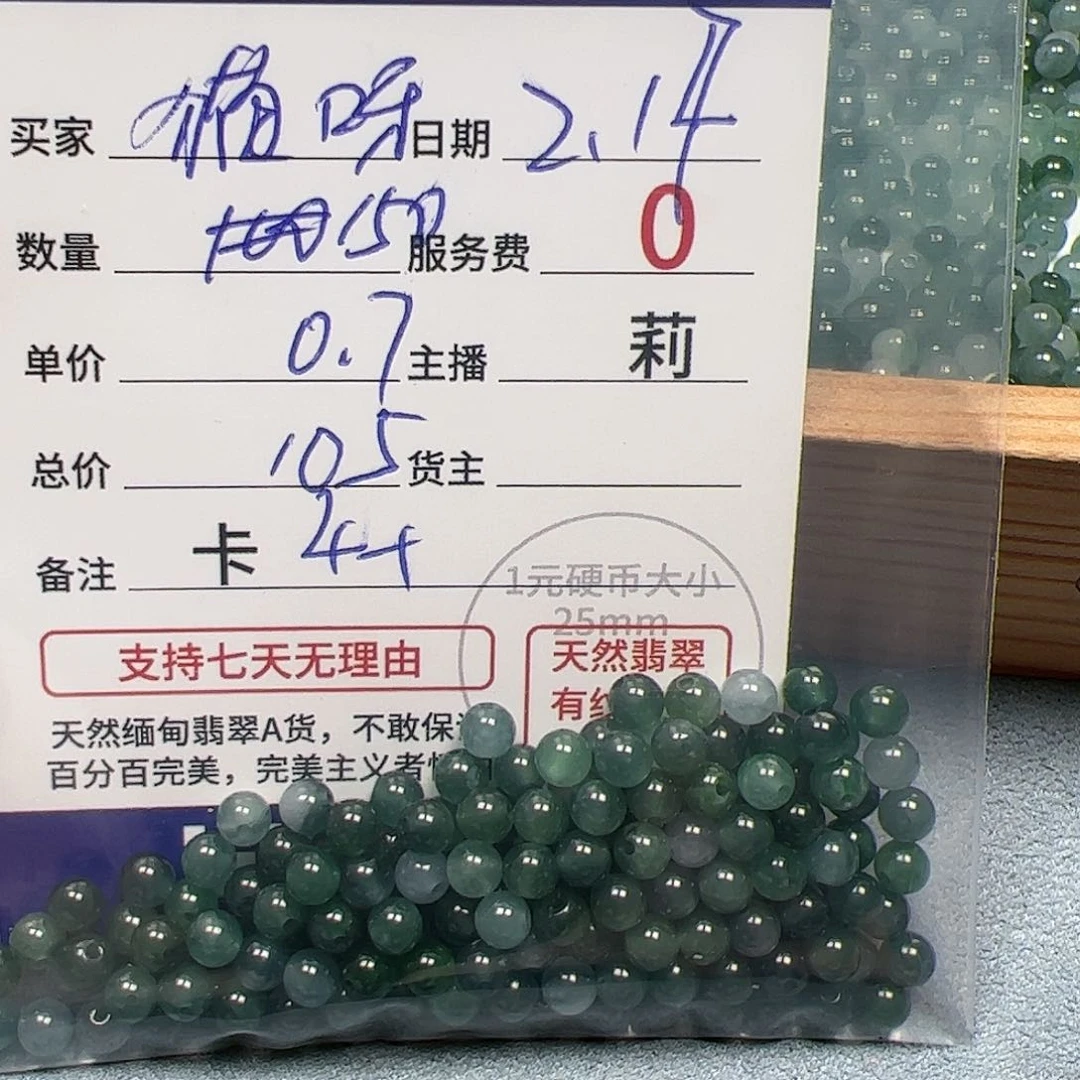 买家 日期 2.14
数量 150 服务费 0
单价 0.7 主播 莉
总价 105 货主
备注 卡 44
1元硬币大小
25mm
支持七天无理由
天然翡翠
有
天然缅甸翡翠A货，不敢保
百分百完美，完美主义者